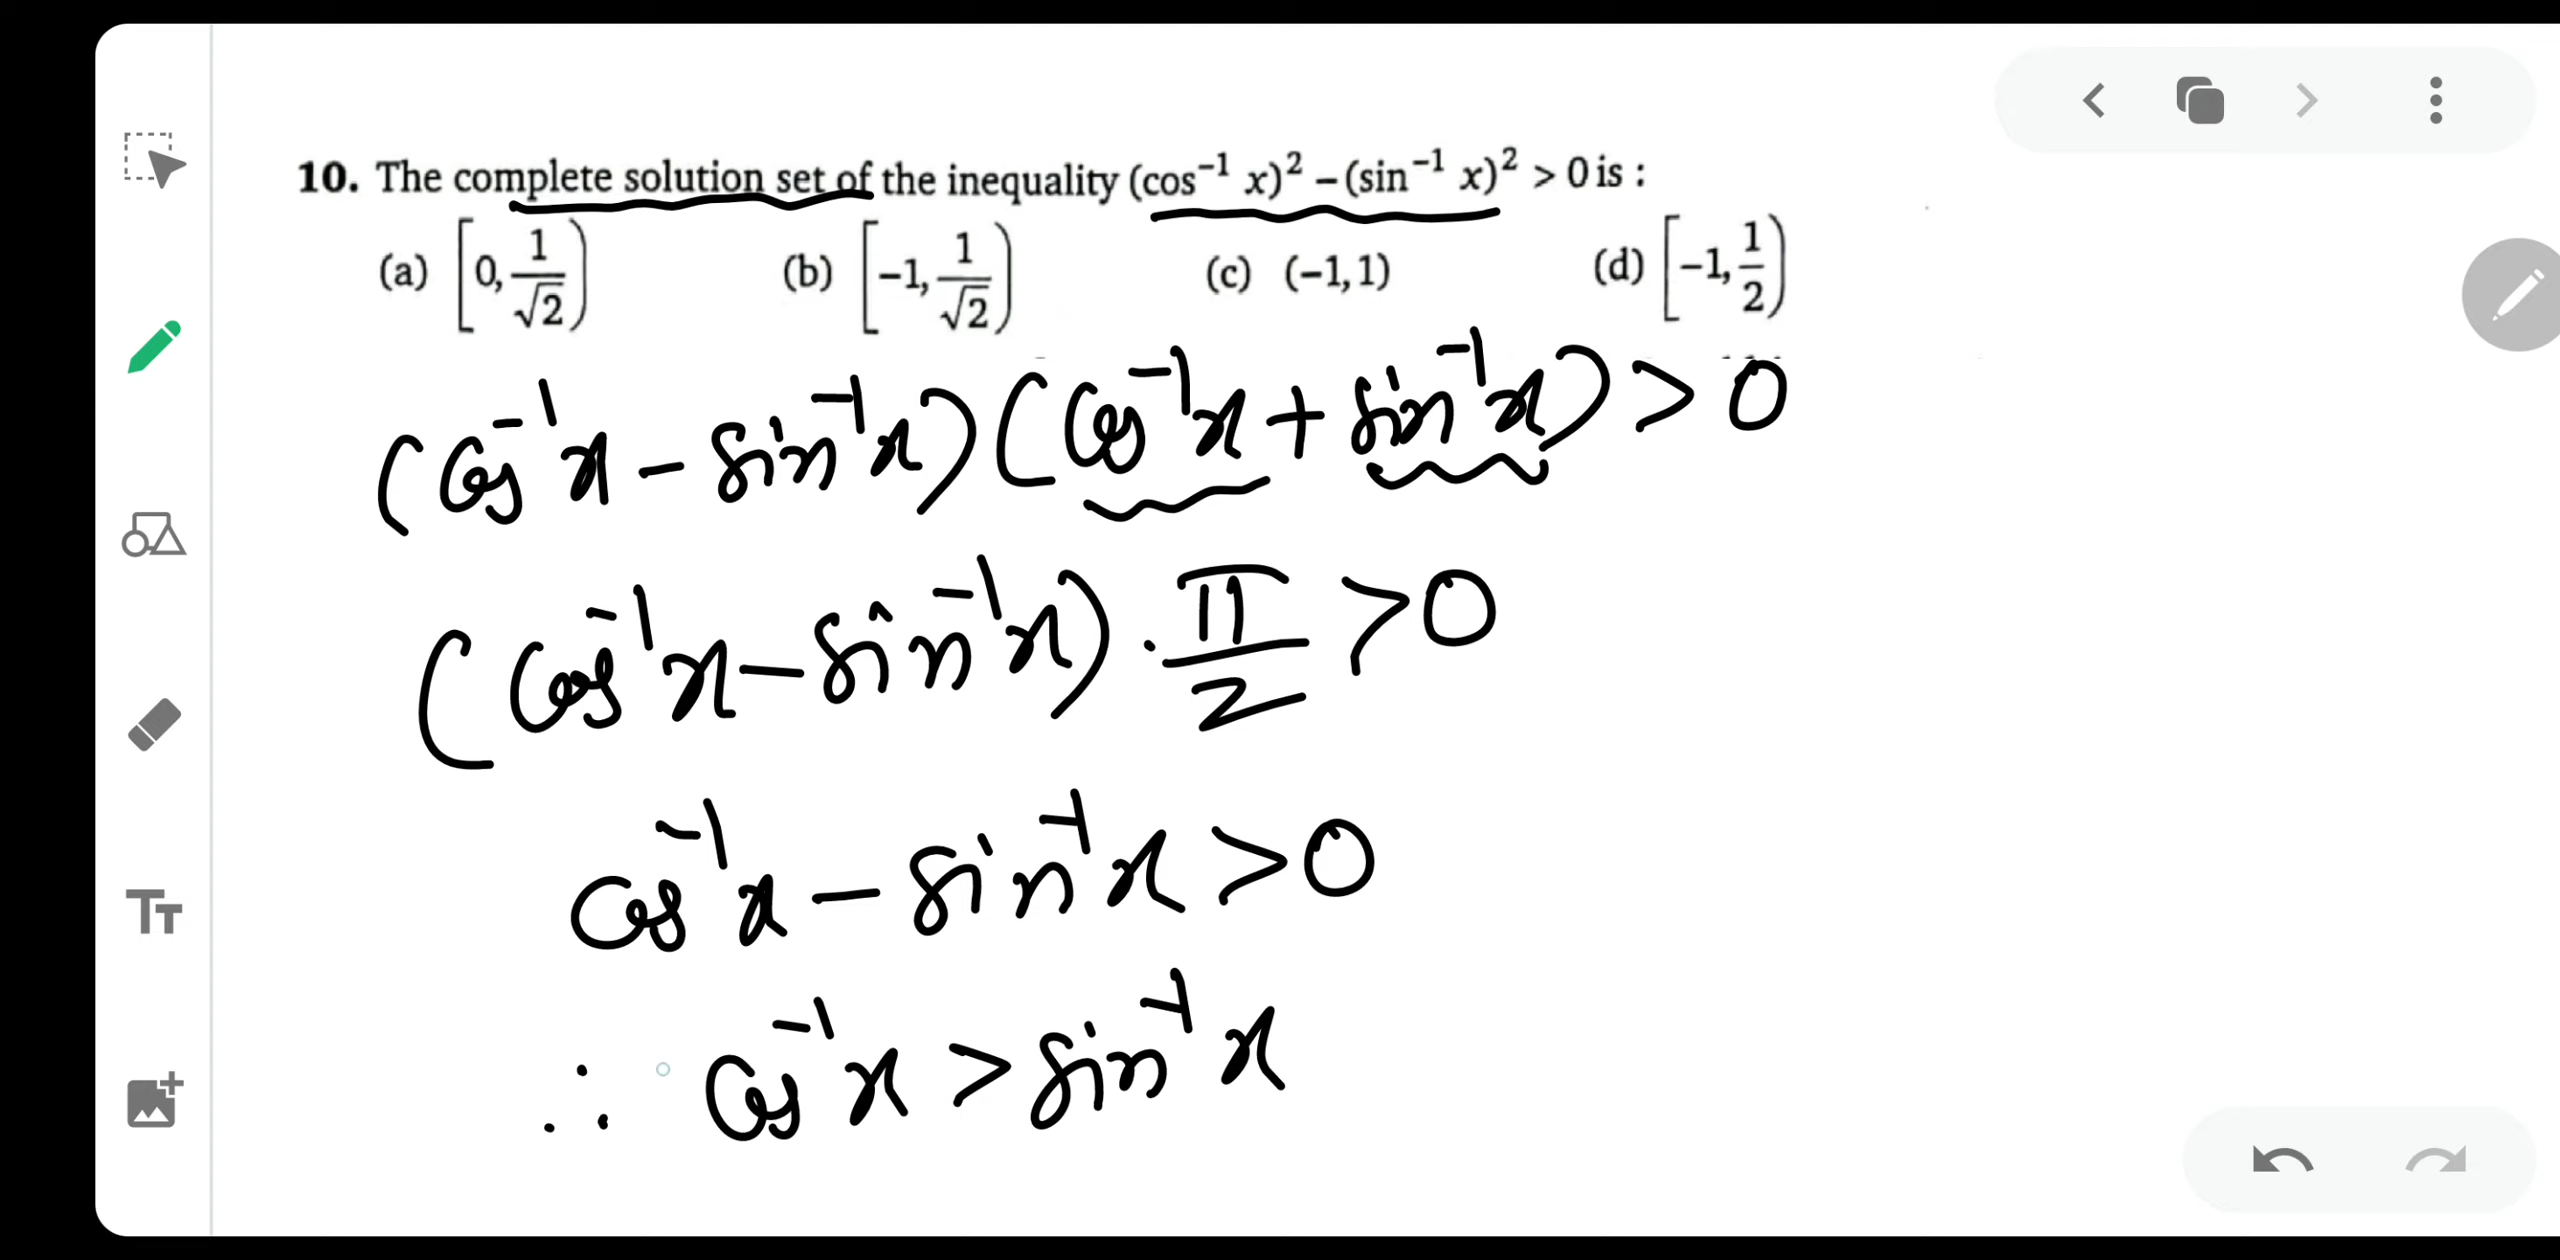 10. The complete solution set of the inequality (cos⁻¹ x)² – (sin⁻¹ x)² > 0 is :
(a) [0, 1/√2) (b) [–1, 1/√2) (c) (–1, 1) (d) [–1, 1/2)
(cos⁻¹x – sin⁻¹x)(cos⁻¹x + sin⁻¹x) > 0
(cos⁻¹x – sin⁻¹x) · π/2 > 0
cos⁻¹x – sin⁻¹x > 0
∴ cos⁻¹x > sin⁻¹x
TT